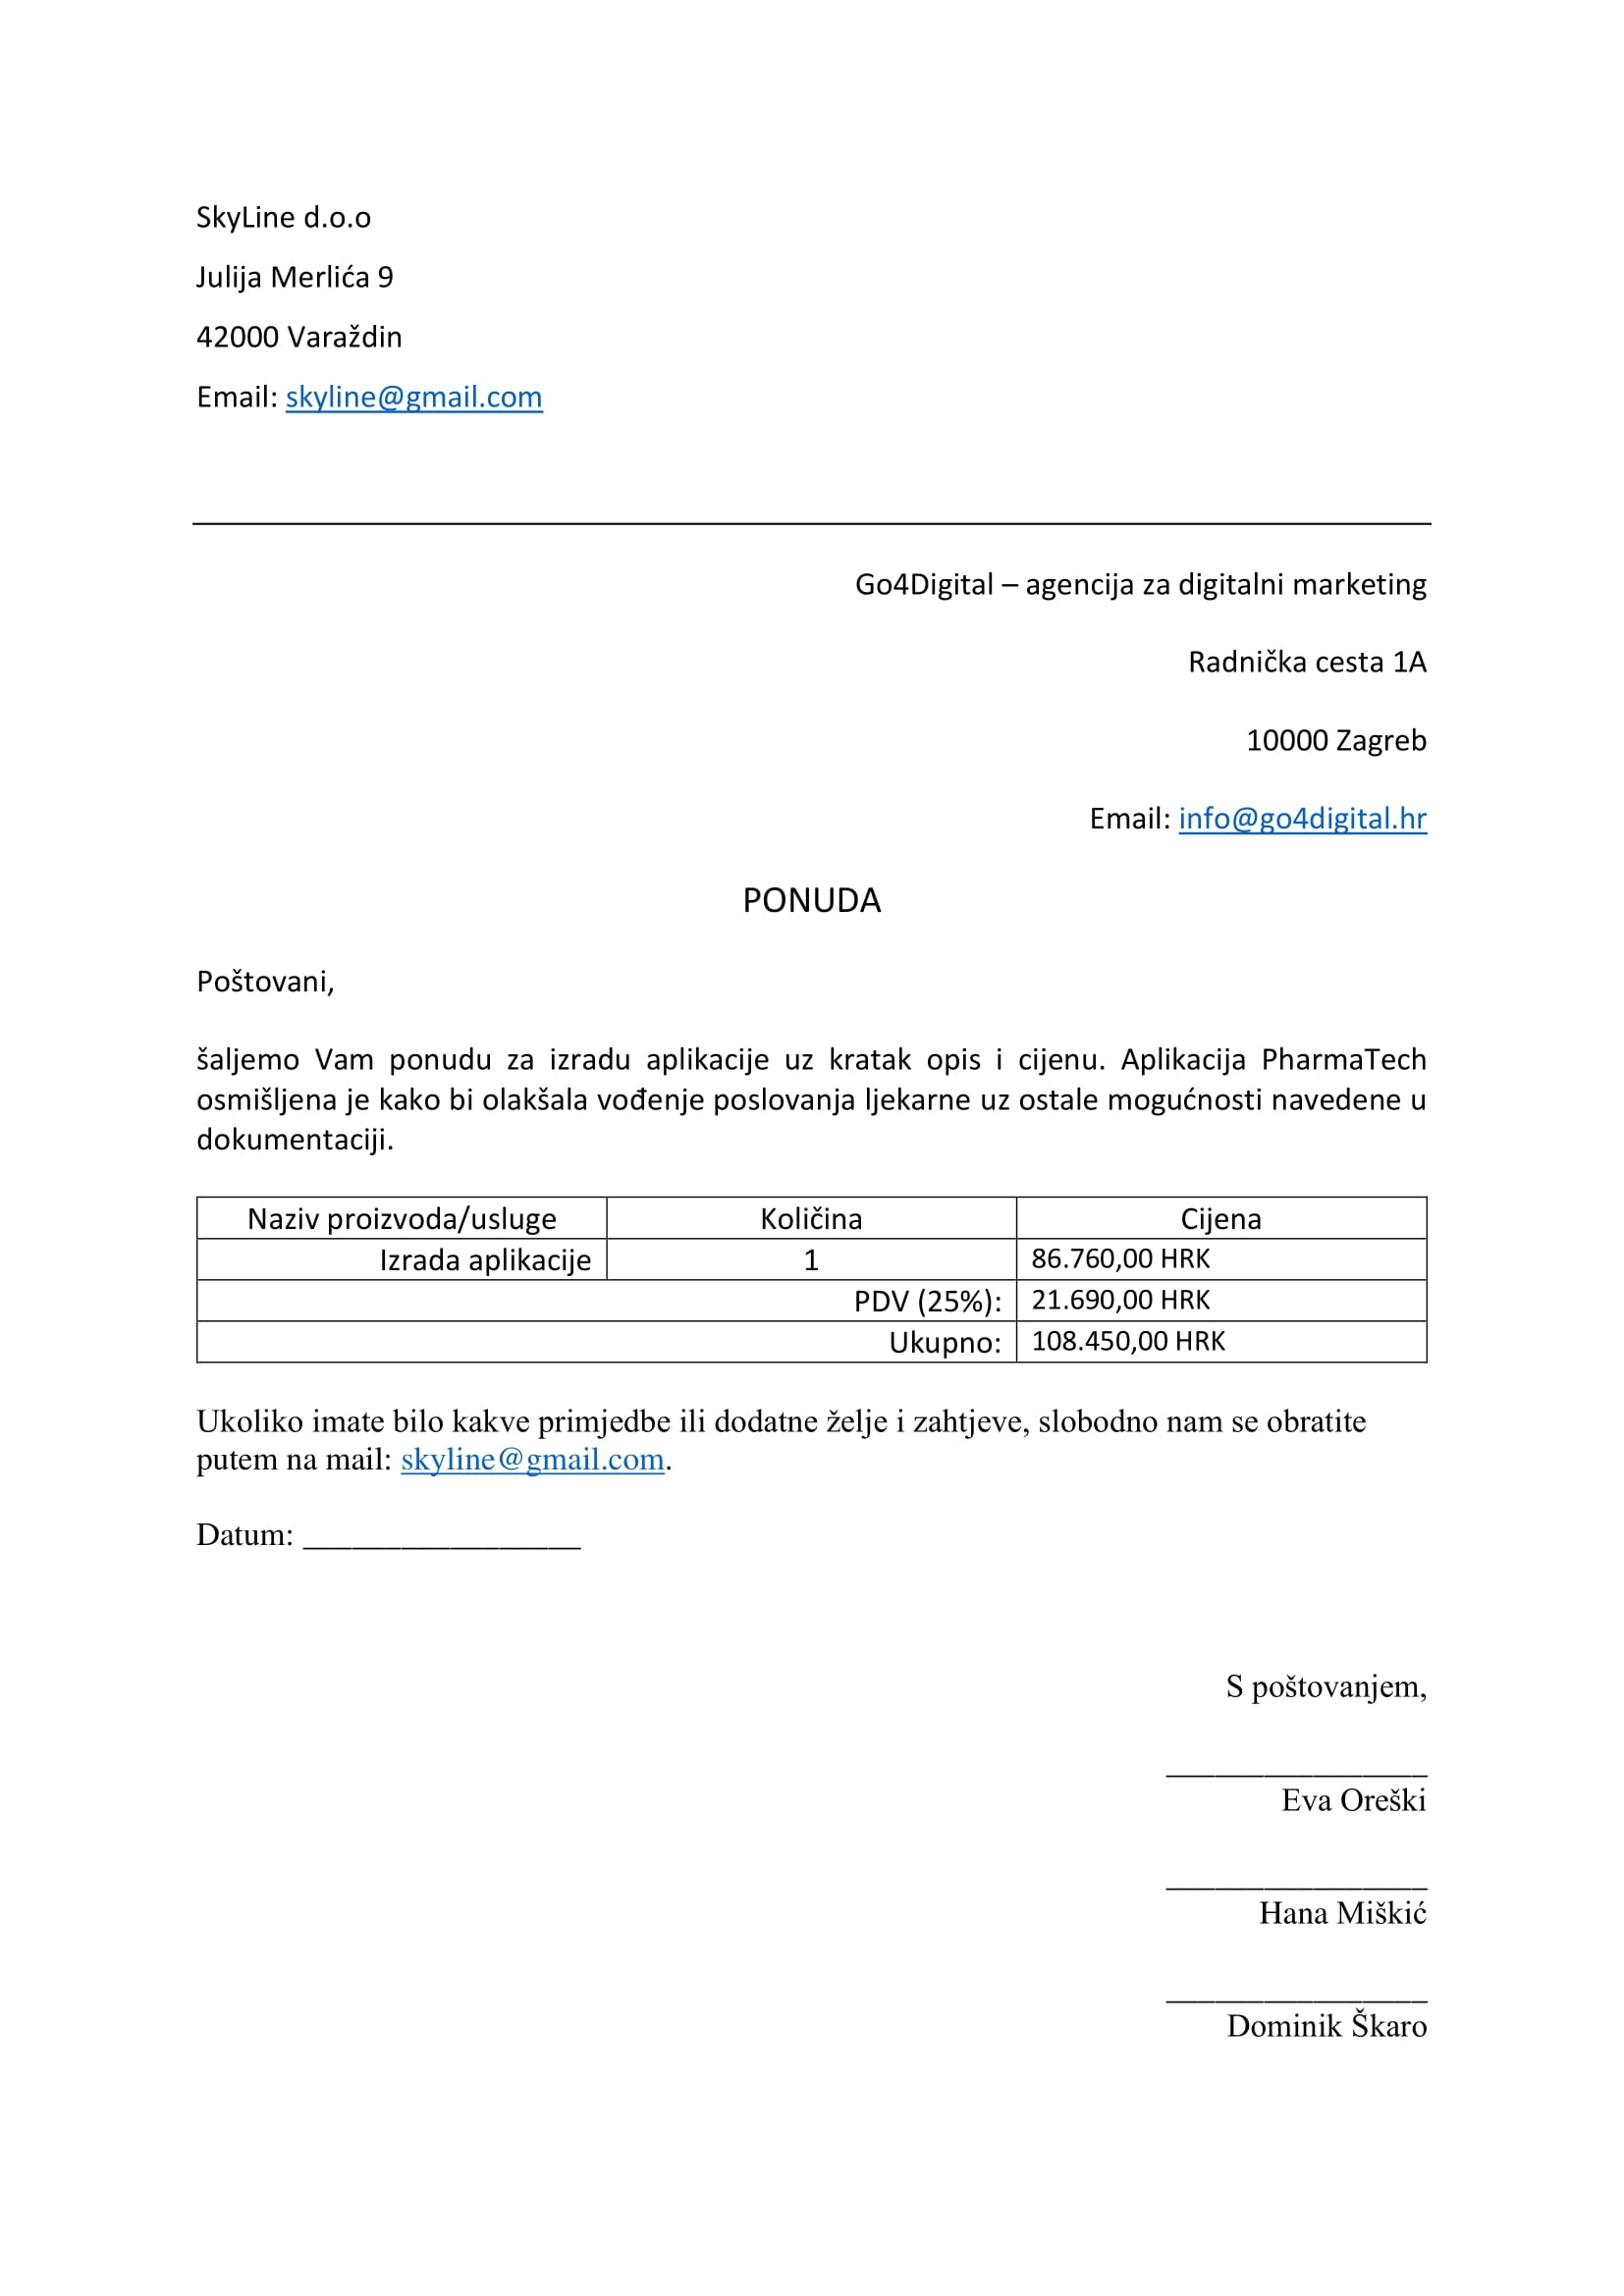 SkyLine d.o.o
Julija Merlića 9
42000 Varaždin
Email: skyline@gmail.com
Go4Digital – agencija za digitalni marketing
Radnička cesta 1A
10000 Zagreb
Email: info@go4digital.hr
PONUDA
Poštovani,
šaljemo Vam ponudu za izradu aplikacije uz kratak opis i cijenu. Aplikacija PharmaTech
osmišljena je kako bi olakšala vođenje poslovanja ljekarne uz ostale mogućnosti navedene u
dokumentaciji.
Naziv proizvoda/usluge Količina Cijena
Izrada aplikacije 1 86.760,00 HRK
PDV (25%): 21.690,00 HRK
Ukupno: 108.450,00 HRK
Ukoliko imate bilo kakve primjedbe ili dodatne želje i zahtjeve, slobodno nam se obratite
putem na mail: skyline@gmail.com.
Datum: _________________
S poštovanjem,
________________
Eva Oreški
________________
Hana Miškić
________________
Dominik Škaro